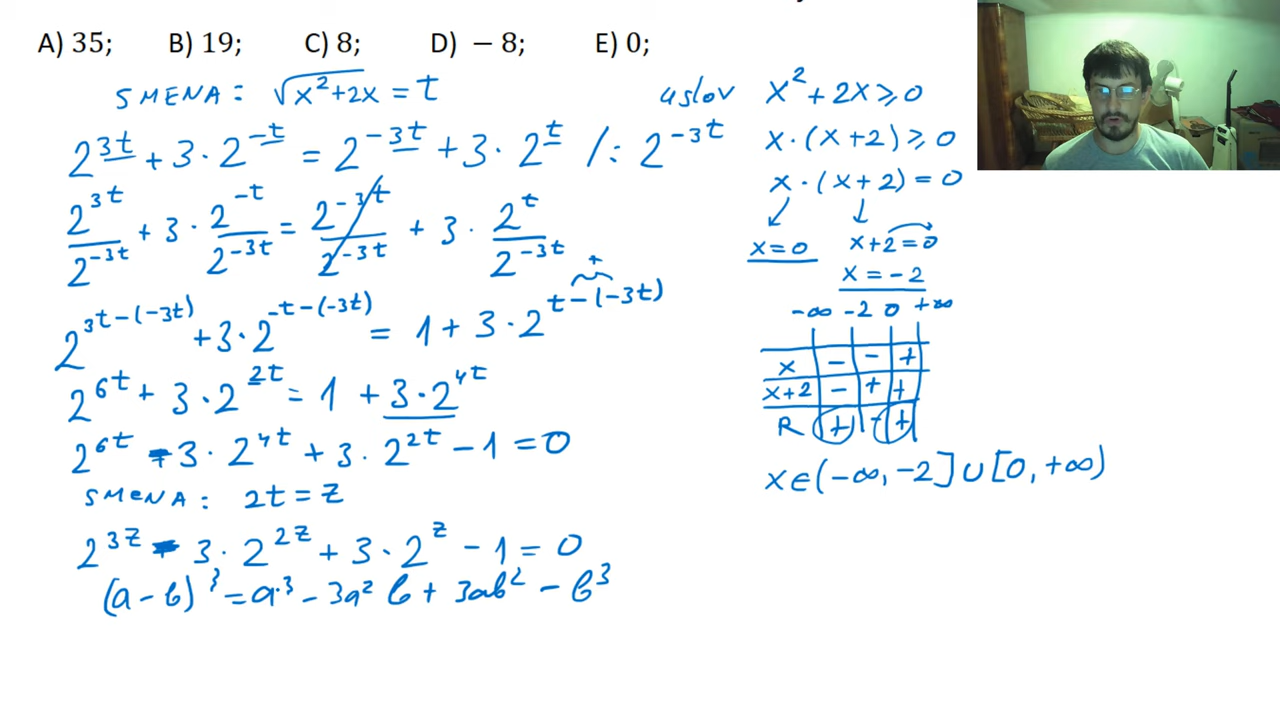 A) 35; B) 19; C) 8; D) − 8; E) 0;
SMENA: √(x²+2x) = t
2^(3t) + 3·2^(−t) = 2^(−3t) + 3·2^t /: 2^(−3t)
2^(3t)/2^(−3t) + 3·2^(−t)/2^(−3t) = 2^(−3t)/2^(−3t) + 3·2^t/2^(−3t)
+
2^(3t−(−3t)) + 3·2^(−t−(−3t)) = 1 + 3·2^(t−(−3t))
2^(6t) + 3·2^(2t) = 1 + 3·2^(4t)
2^(6t) − 3·2^(4t) + 3·2^(2t) − 1 = 0
SMENA: 2t = z
2^(3z) − 3·2^(2z) + 3·2^z − 1 = 0
(a − b)³ = a³ − 3a²b + 3ab² − b³
uslov x² + 2x ≥ 0
x·(x+2) ≥ 0
x·(x+2) = 0
x=0 x+2=0
x = −2
−∞ −2 0 +∞
x − − +
x+2 − + +
R + − +
x∈(−∞,−2]∪[0,+∞)